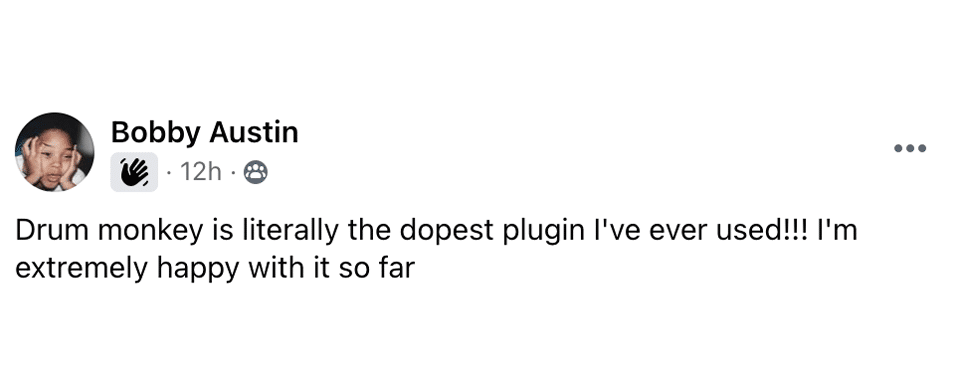 Bobby Austin
· 12h ·
Drum monkey is literally the dopest plugin I've ever used!!! I'm
extremely happy with it so far